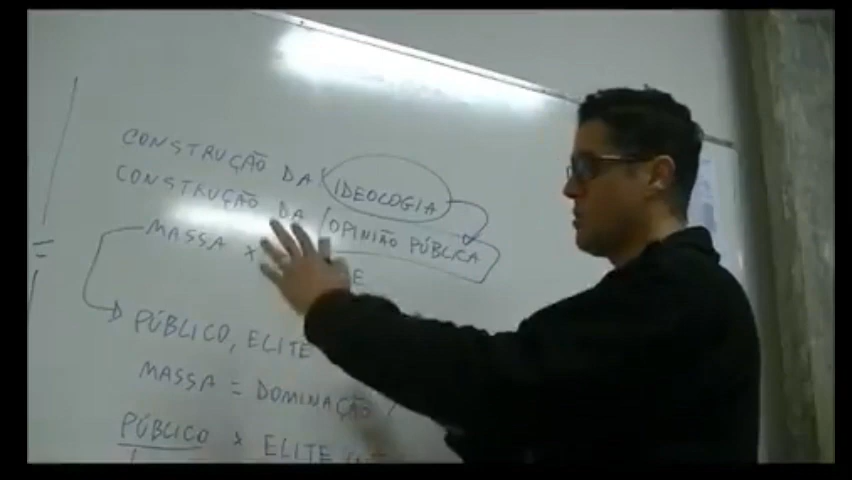 CONSTRUÇÃO DA IDEOLOGIA
CONSTRUÇÃO DA OPINIÃO PÚBLICA
MASSA X
PÚBLICO, ELITE
MASSA = DOMINAÇÃO
PÚBLICO X ELITE